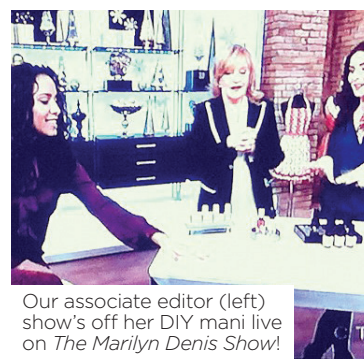 Our associate editor (left)
show's off her DIY mani live
on The Marilyn Denis Show!